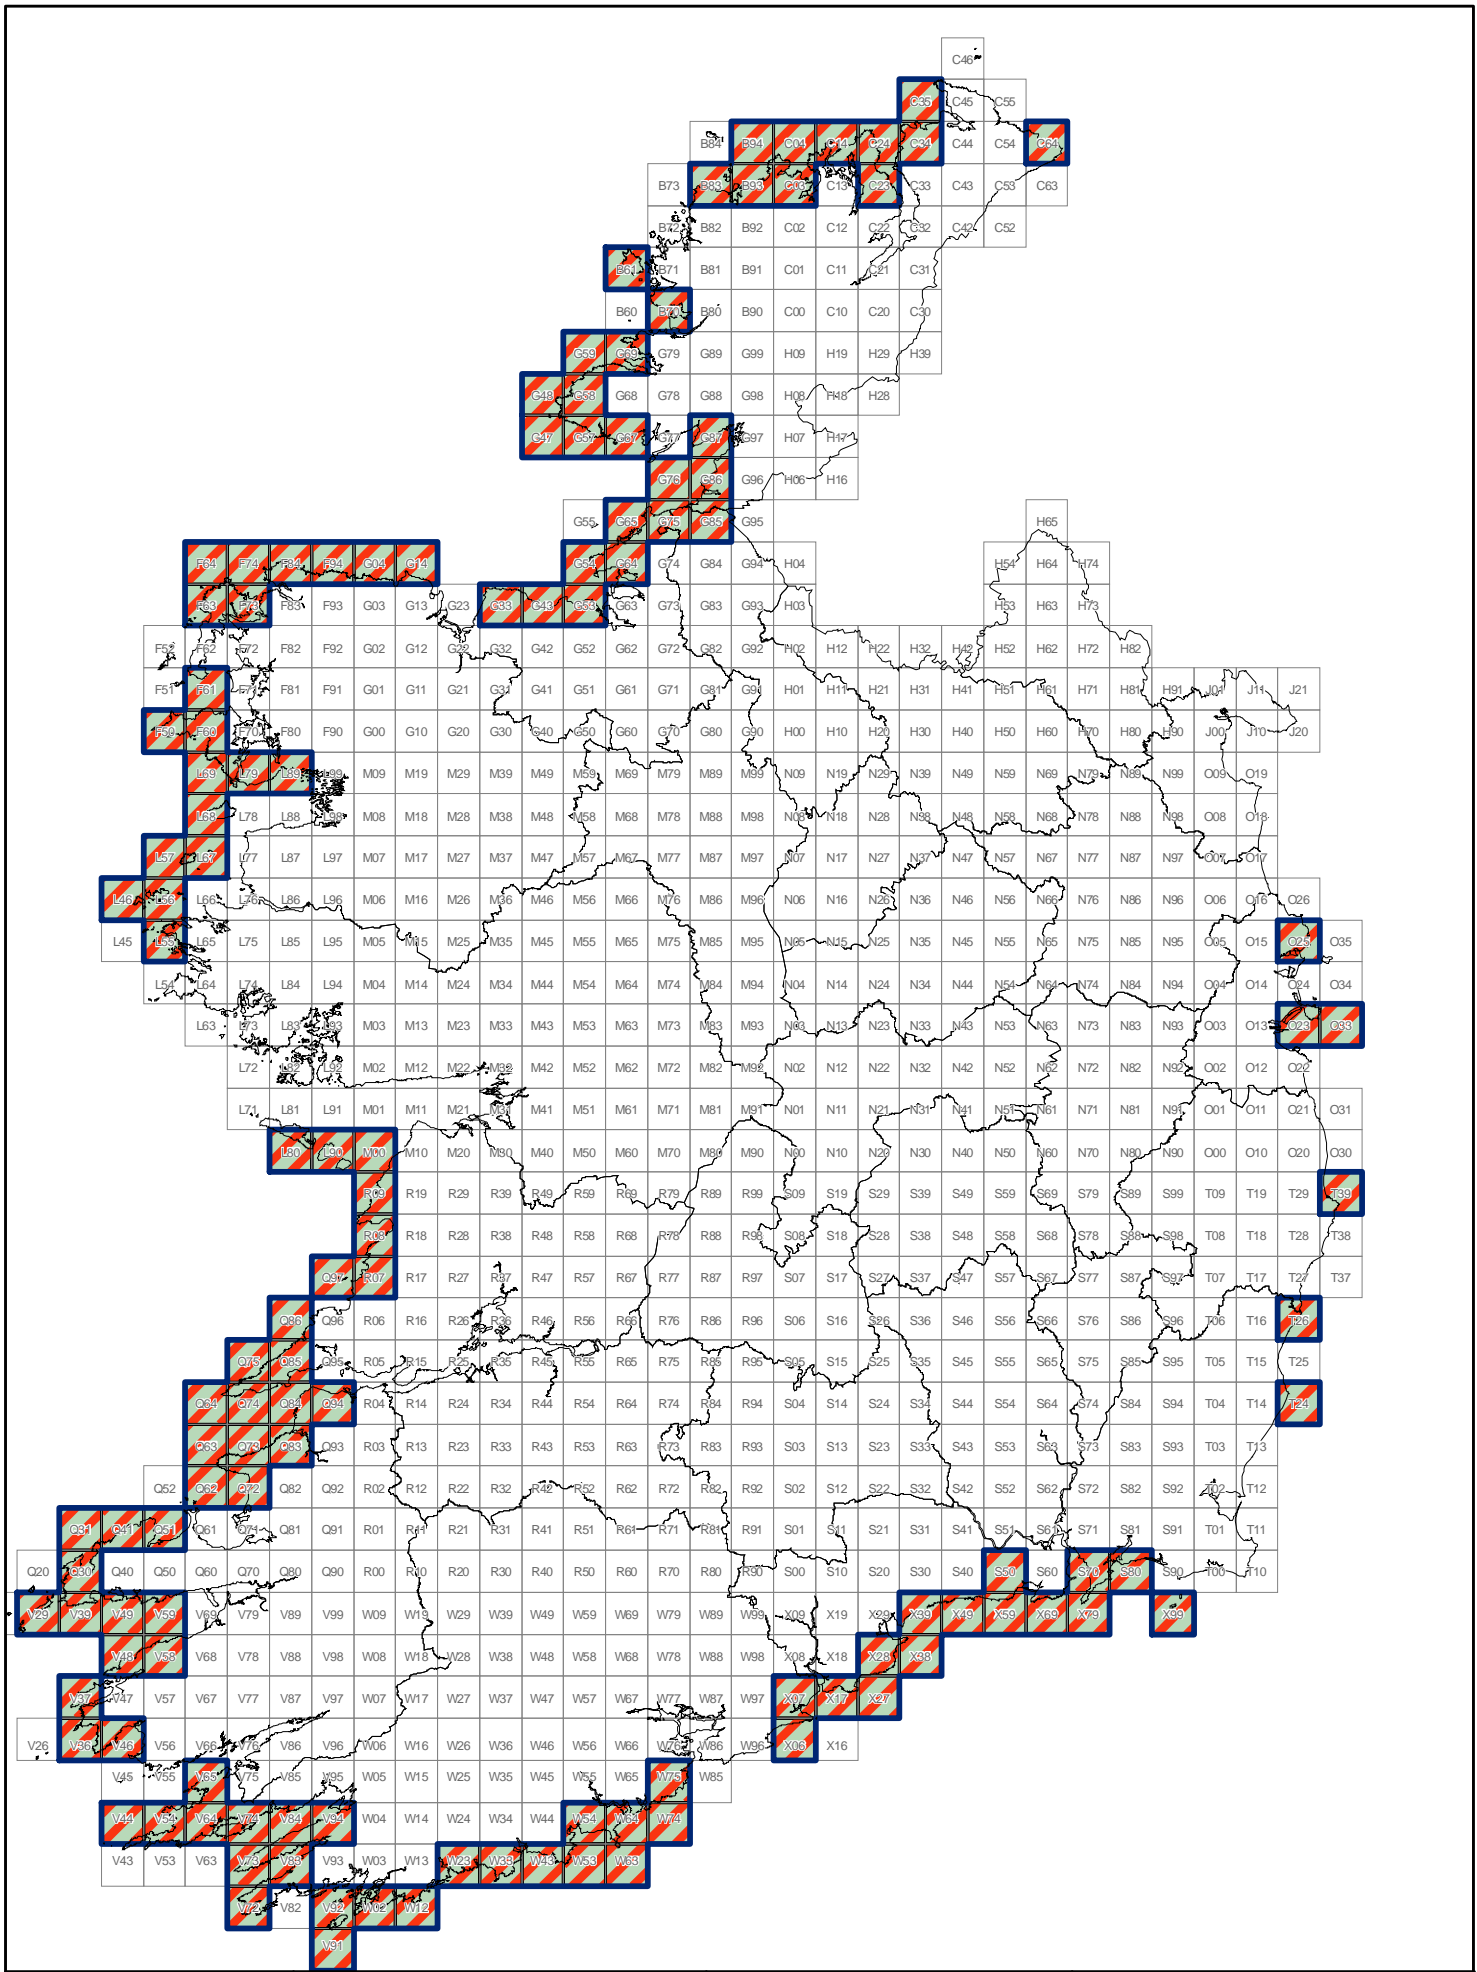 C46
C35 C45 C55
B84 B94 C04 C14 C24 C34 C44 C54 C64
B73 B83 B93 C03 C13 C23 C33 C43 C53 C63
B72 B82 B92 C02 C12 C22 C32 C42 C52
B61 B71 B81 B91 C01 C11 C21 C31
B60 B70 B80 B90 C00 C10 C20 C30
G59 G69 G79 G89 G99 H09 H19 H29 H39
G48 G58 G68 G78 G88 G98 H08 H18 H28
G47 G57 G67 G77 G87 G97 H07 H17
G76 G86 G96 H06 H16
G55 G65 G75 G85 G95 H65
F64 F74 F84 F94 G04 G14 G54 G64 G74 G84 G94 H04 H54 H64 H74
F63 F73 F83 F93 G03 G13 G23 G33 G43 G53 G63 G73 G83 G93 H03 H53 H63 H73
F52 F62 F72 F82 F92 G02 G12 G22 G32 G42 G52 G62 G72 G82 G92 H02 H12 H22 H32 H42 H52 H62 H72 H82
F51 F61 F71 F81 F91 G01 G11 G21 G31 G41 G51 G61 G71 G81 G91 H01 H11 H21 H31 H41 H51 H61 H71 H81 H91 J01 J11 J21
F50 F60 F70 F80 F90 G00 G10 G20 G30 G40 G50 G60 G70 G80 G90 H00 H10 H20 H30 H40 H50 H60 H70 H80 H90 J00 J10 J20
L69 L79 L89 L99 M09 M19 M29 M39 M49 M59 M69 M79 M89 M99 N09 N19 N29 N39 N49 N59 N69 N79 N89 N99 O09 O19
L68 L78 L88 L98 M08 M18 M28 M38 M48 M58 M68 M78 M88 M98 N08 N18 N28 N38 N48 N58 N68 N78 N88 N98 O08 O18
L57 L67 L77 L87 L97 M07 M17 M27 M37 M47 M57 M67 M77 M87 M97 N07 N17 N27 N37 N47 N57 N67 N77 N87 N97 O07 O17
L46 L56 L66 L76 L86 L96 M06 M16 M26 M36 M46 M56 M66 M76 M86 M96 N06 N16 N26 N36 N46 N56 N66 N76 N86 N96 O06 O16 O26
L45 L55 L65 L75 L85 L95 M05 M15 M25 M35 M45 M55 M65 M75 M85 M95 N05 N15 N25 N35 N45 N55 N65 N75 N85 N95 O05 O15 O25 O35
L54 L64 L74 L84 L94 M04 M14 M24 M34 M44 M54 M64 M74 M84 M94 N04 N14 N24 N34 N44 N54 N64 N74 N84 N94 O04 O14 O24 O34
L63 L73 L83 L93 M03 M13 M23 M33 M43 M53 M63 M73 M83 M93 N03 N13 N23 N33 N43 N53 N63 N73 N83 N93 O03 O13 O23 O33
L72 L82 L92 M02 M12 M22 M32 M42 M52 M62 M72 M82 M92 N02 N12 N22 N32 N42 N52 N62 N72 N82 N92 O02 O12 O22
L71 L81 L91 M01 M11 M21 M31 M41 M51 M61 M71 M81 M91 N01 N11 N21 N31 N41 N51 N61 N71 N81 N91 O01 O11 O21 O31
L80 L90 M00 M10 M20 M30 M40 M50 M60 M70 M80 M90 N00 N10 N20 N30 N40 N50 N60 N70 N80 N90 O00 O10 O20 O30
R09 R19 R29 R39 R49 R59 R69 R79 R89 R99 S09 S19 S29 S39 S49 S59 S69 S79 S89 S99 T09 T19 T29 T39
R08 R18 R28 R38 R48 R58 R68 R78 R88 R98 S08 S18 S28 S38 S48 S58 S68 S78 S88 S98 T08 T18 T28 T38
Q97 R07 R17 R27 R37 R47 R57 R67 R77 R87 R97 S07 S17 S27 S37 S47 S57 S67 S77 S87 S97 T07 T17 T27 T37
Q86 Q96 R06 R16 R26 R36 R46 R56 R66 R76 R86 R96 S06 S16 S26 S36 S46 S56 S66 S76 S86 S96 T06 T16 T26
Q75 Q85 Q95 R05 R15 R25 R35 R45 R55 R65 R75 R85 R95 S05 S15 S25 S35 S45 S55 S65 S75 S85 S95 T05 T15 T25
Q64 Q74 Q84 Q94 R04 R14 R24 R34 R44 R54 R64 R74 R84 R94 S04 S14 S24 S34 S44 S54 S64 S74 S84 S94 T04 T14 T24
Q63 Q73 Q83 Q93 R03 R13 R23 R33 R43 R53 R63 R73 R83 R93 S03 S13 S23 S33 S43 S53 S63 S73 S83 S93 T03 T13
Q52 Q62 Q72 Q82 Q92 R02 R12 R22 R32 R42 R52 R62 R72 R82 R92 S02 S12 S22 S32 S42 S52 S62 S72 S82 S92 T02 T12
Q31 Q41 Q51 Q61 Q71 Q81 Q91 R01 R11 R21 R31 R41 R51 R61 R71 R81 R91 S01 S11 S21 S31 S41 S51 S61 S71 S81 S91 T01 T11
Q20 Q30 Q40 Q50 Q60 Q70 Q80 Q90 R00 R10 R20 R30 R40 R50 R60 R70 R80 R90 S00 S10 S20 S30 S40 S50 S60 S70 S80 S90 T00 T10
V29 V39 V49 V59 V69 V79 V89 V99 W09 W19 W29 W39 W49 W59 W69 W79 W89 W99 X09 X19 X29 X39 X49 X59 X69 X79 X99
V48 V58 V68 V78 V88 V98 W08 W18 W28 W38 W48 W58 W68 W78 W88 W98 X08 X18 X28 X38
V37 V47 V57 V67 V77 V87 V97 W07 W17 W27 W37 W47 W57 W67 W77 W87 W97 X07 X17 X27
V26 V36 V46 V56 V66 V76 V86 V96 W06 W16 W26 W36 W46 W56 W66 W76 W86 W96 X06 X16
V45 V55 V65 V75 V85 V95 W05 W15 W25 W35 W45 W55 W65 W75 W85
V44 V54 V64 V74 V84 V94 W04 W14 W24 W34 W44 W54 W64 W74
V43 V53 V63 V73 V83 V93 W03 W13 W23 W33 W43 W53 W63
V72 V82 V92 W02 W12
V91